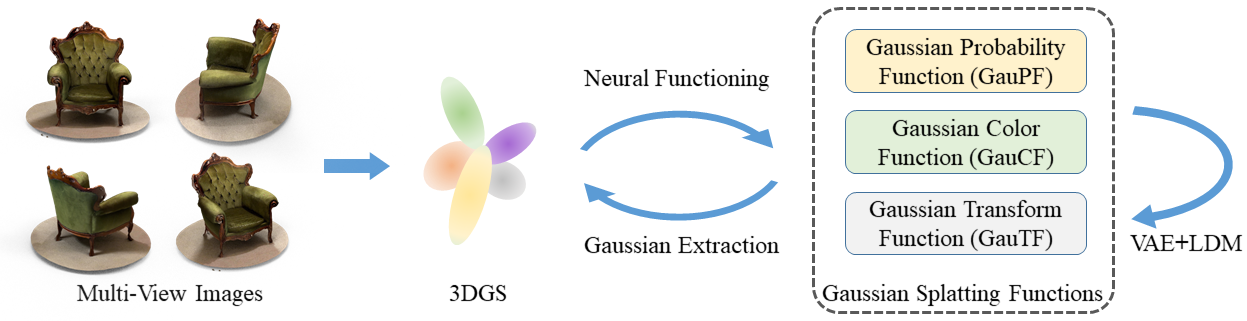 Multi-View Images
3DGS
Neural Functioning
Gaussian Extraction
Gaussian Probability
Function (GauPF)
Gaussian Color
Function (GauCF)
Gaussian Transform
Function (GauTF)
Gaussian Splatting Functions
VAE+LDM